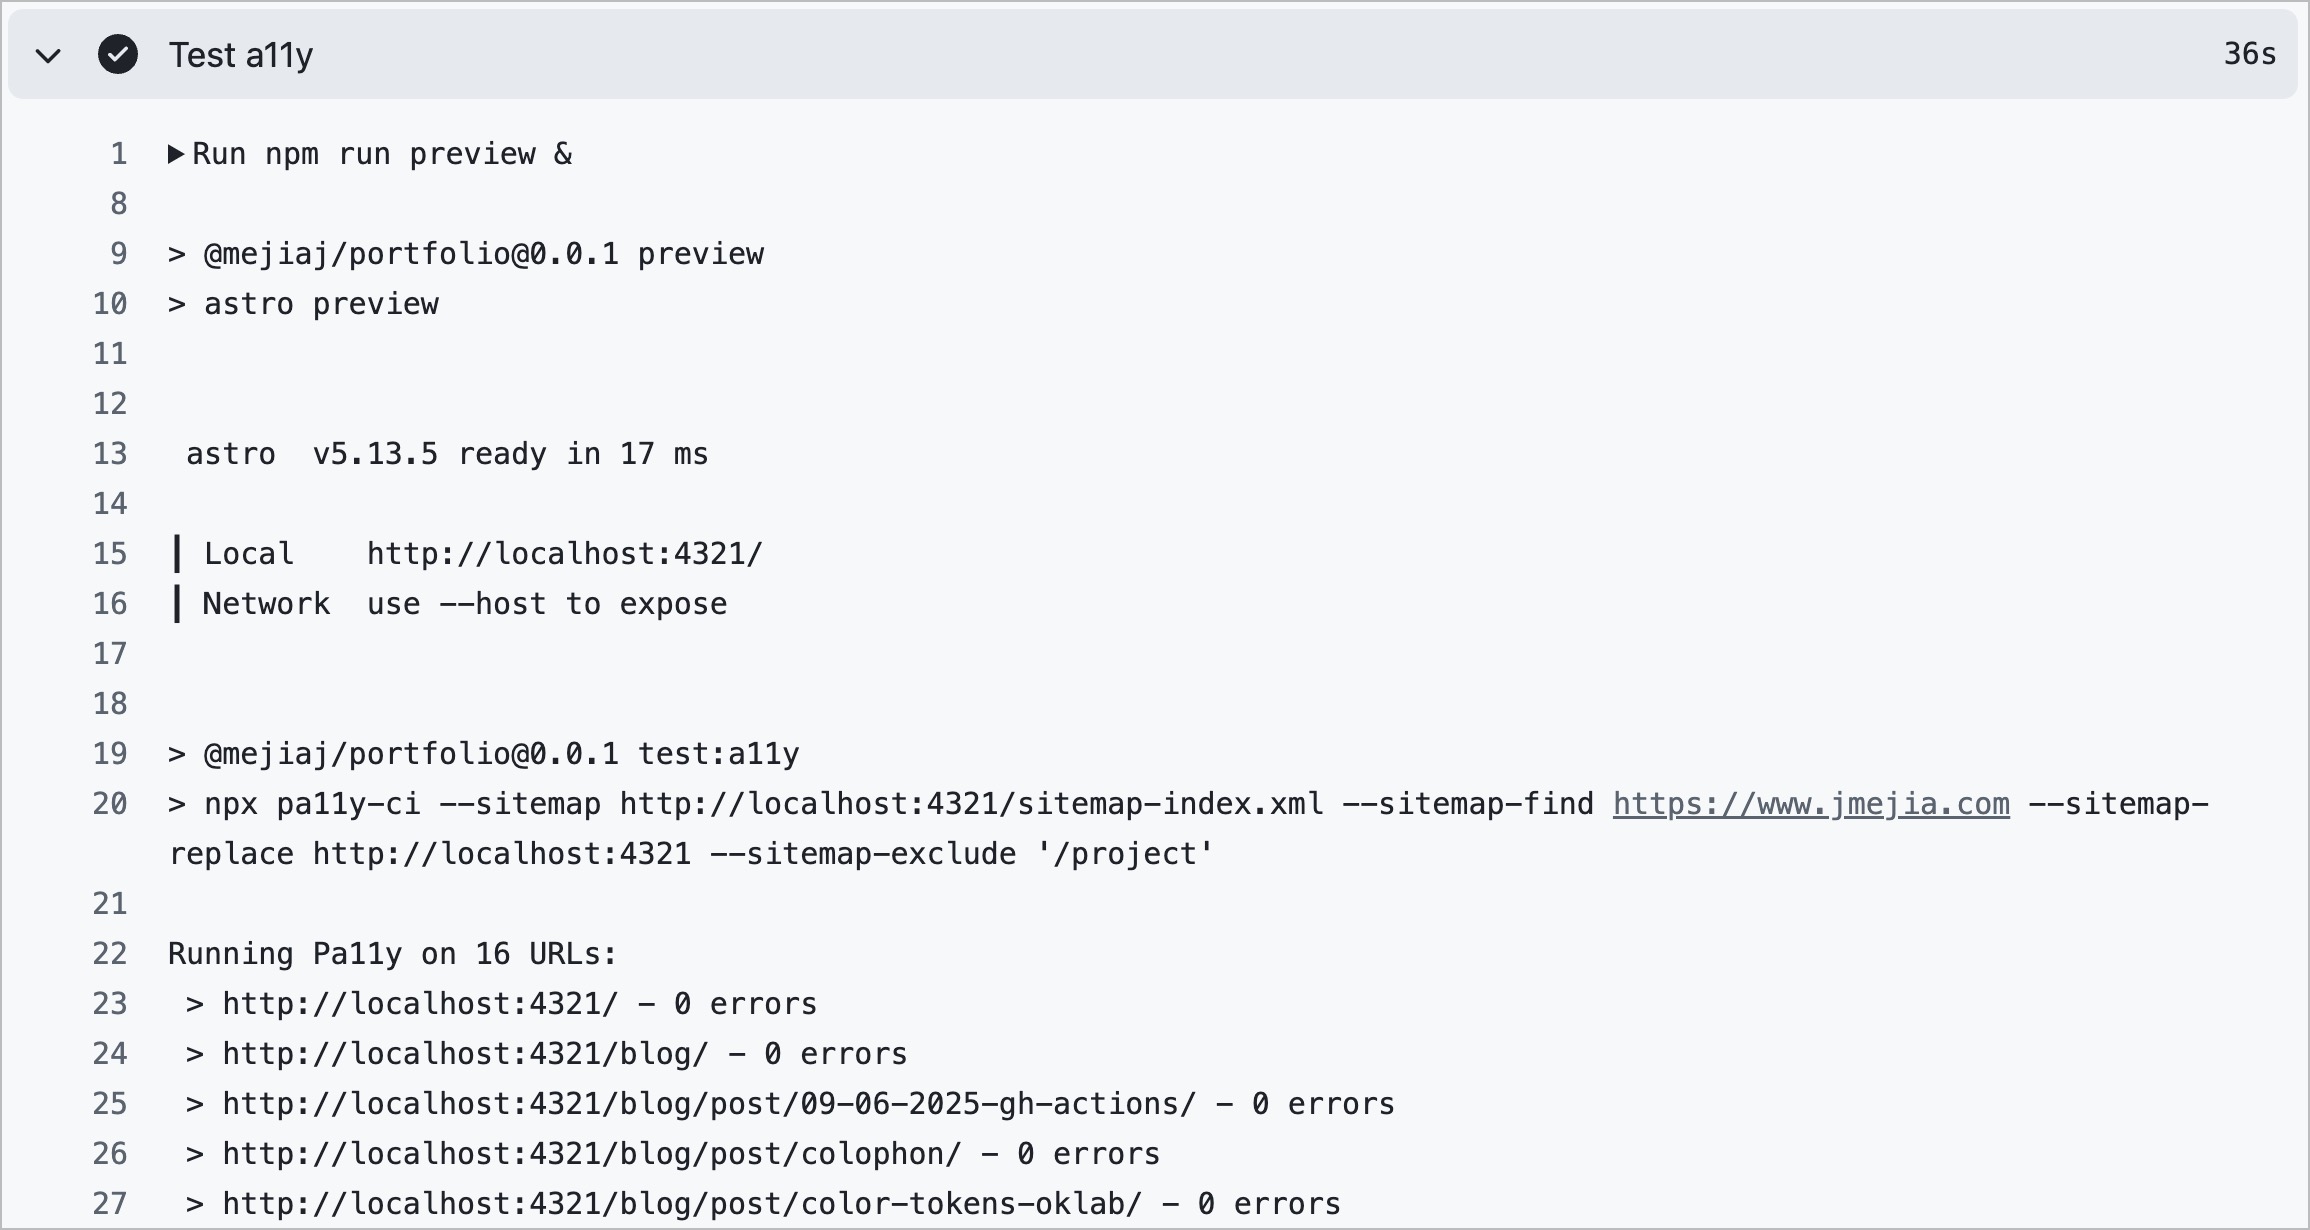 Test a11y 36s
1 ▶ Run npm run preview &
8
9 > @mejiaj/portfolio@0.0.1 preview
10 > astro preview
11
12
13 astro  v5.13.5 ready in 17 ms
14
15 ┃ Local    http://localhost:4321/
16 ┃ Network  use --host to expose
17
18
19 > @mejiaj/portfolio@0.0.1 test:a11y
20 > npx pa11y-ci --sitemap http://localhost:4321/sitemap-index.xml --sitemap-find https://www.jmejia.com --sitemap-
replace http://localhost:4321 --sitemap-exclude '/project'
21
22 Running Pa11y on 16 URLs:
23 > http://localhost:4321/ - 0 errors
24 > http://localhost:4321/blog/ - 0 errors
25 > http://localhost:4321/blog/post/09-06-2025-gh-actions/ - 0 errors
26 > http://localhost:4321/blog/post/colophon/ - 0 errors
27 > http://localhost:4321/blog/post/color-tokens-oklab/ - 0 errors